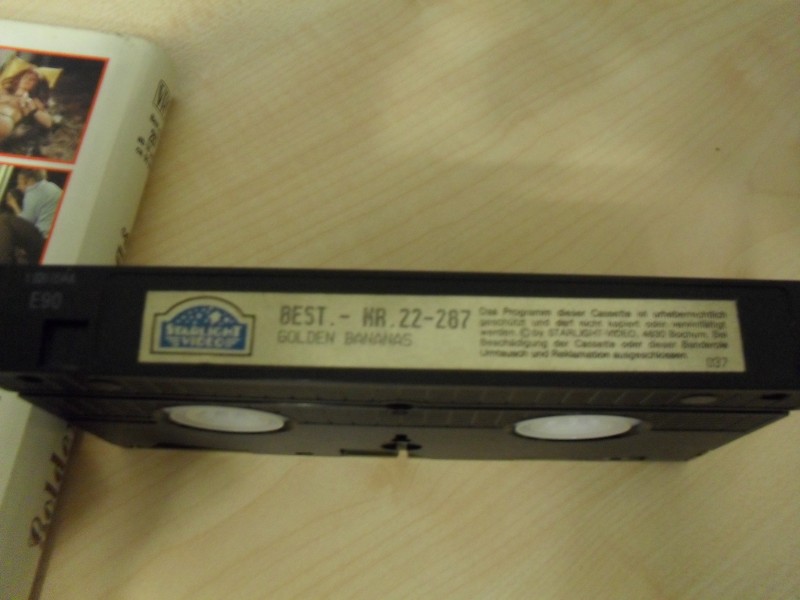 E90
STARLIGHT
VIDEO
BEST.- NR.22-287
GOLDEN BANANAS
Das Programm dieser Cassette ist urheberrechtlich
geschützt und darf nicht kopiert oder vervielfältigt
werden. © by STARLIGHT-VIDEO, 4630 Bochum. Bei
Beschädigung der Cassette oder dieser Banderole
Umtausch und Reklamation ausgeschlossen.
037